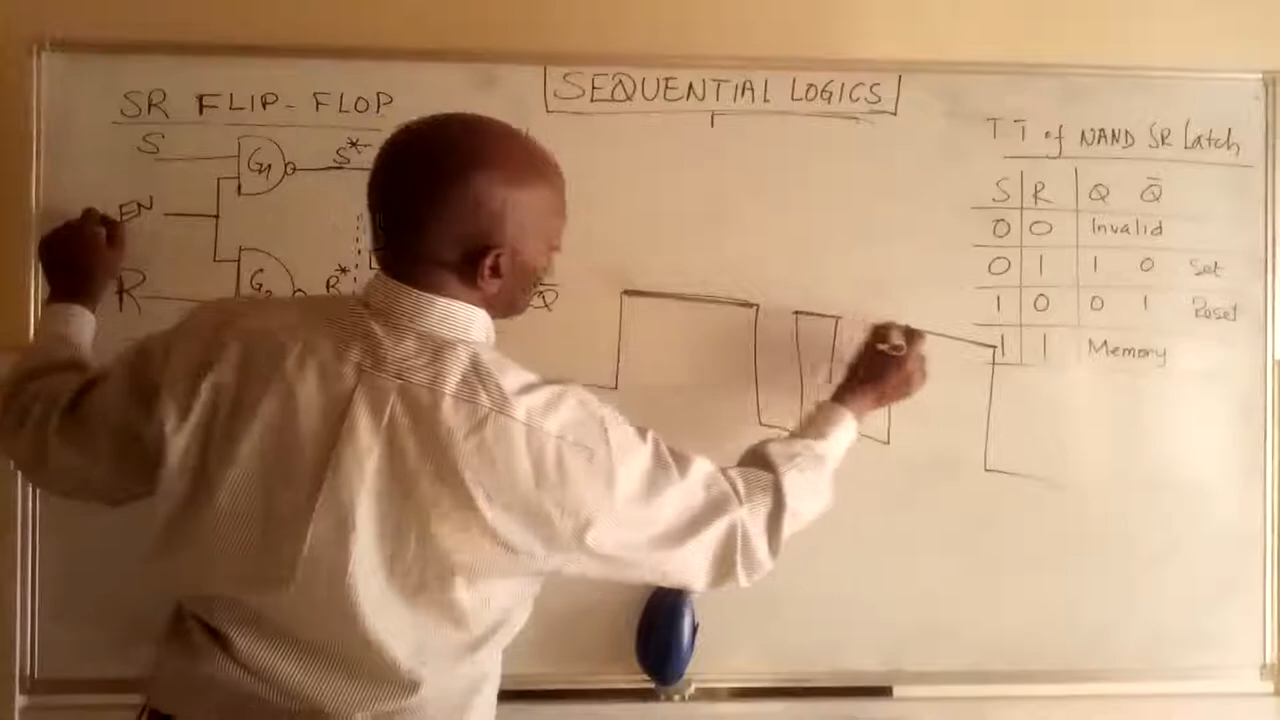 SEQUENTIAL LOGICS
SR FLIP-FLOP
S
G1
S*
EN
R
G2
R*
Q̅
T T of NAND SR Latch
S R Q Q̅
0 0 Invalid
0 1 1 0 Set
1 0 0 1 Reset
1 1 Memory